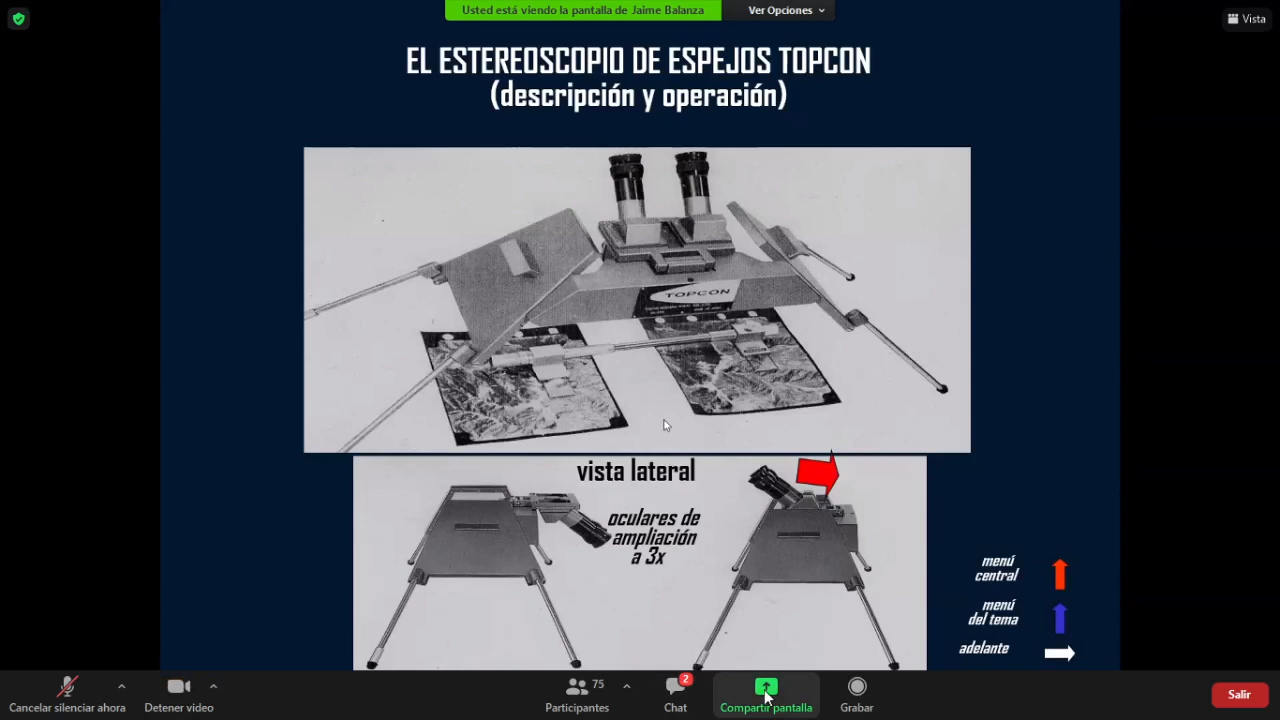 Usted está viendo la pantalla de Jaime Balanza
Ver Opciones
Vista
EL ESTEREOSCOPIO DE ESPEJOS TOPCON
(descripción y operación)
TOPCON
vista lateral
oculares de
ampliación
a 3x
menú
central
menú
del tema
adelante
Cancelar silenciar ahora
Detener video
75
Participantes
2
Chat
Compartir pantalla
Grabar
Salir